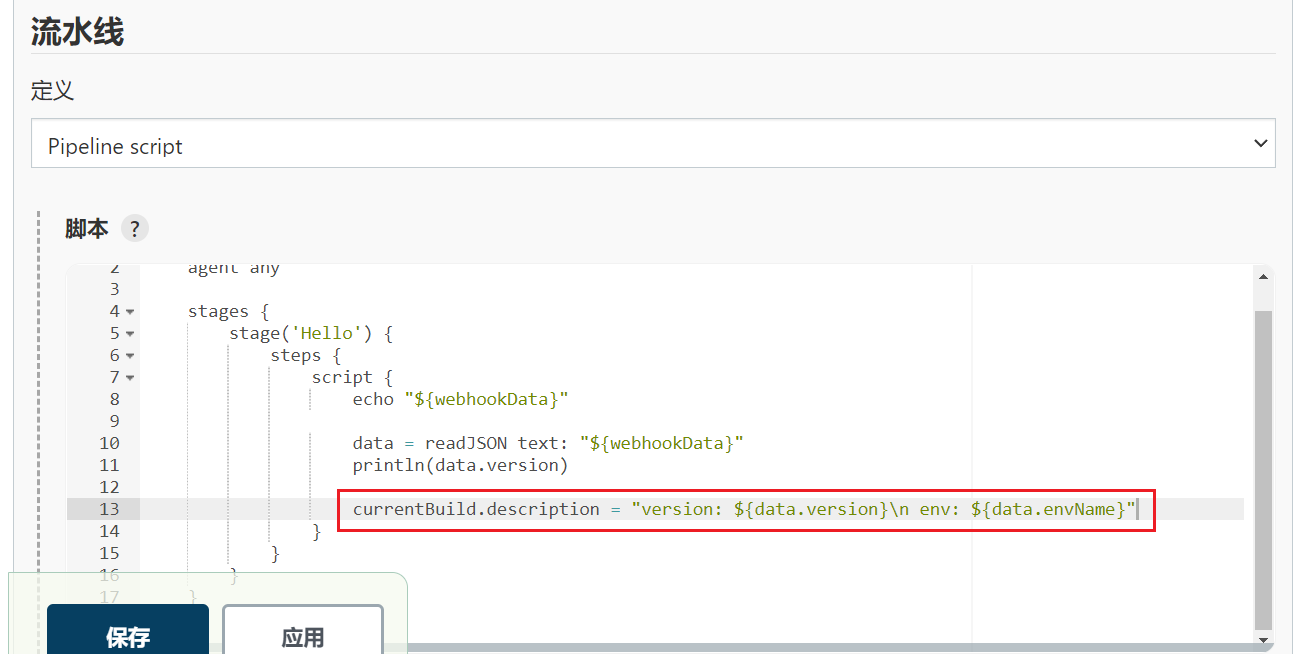 流水线
定义
Pipeline script
脚本 ?
2 agent any
3
4 stages {
5 stage('Hello') {
6 steps {
7 script {
8 echo "${webhookData}"
9
10 data = readJSON text: "${webhookData}"
11 println(data.version)
12
13 currentBuild.description = "version: ${data.version}\n env: ${data.envName}"
14 }
15 }
16 }
17 }
保存 应用